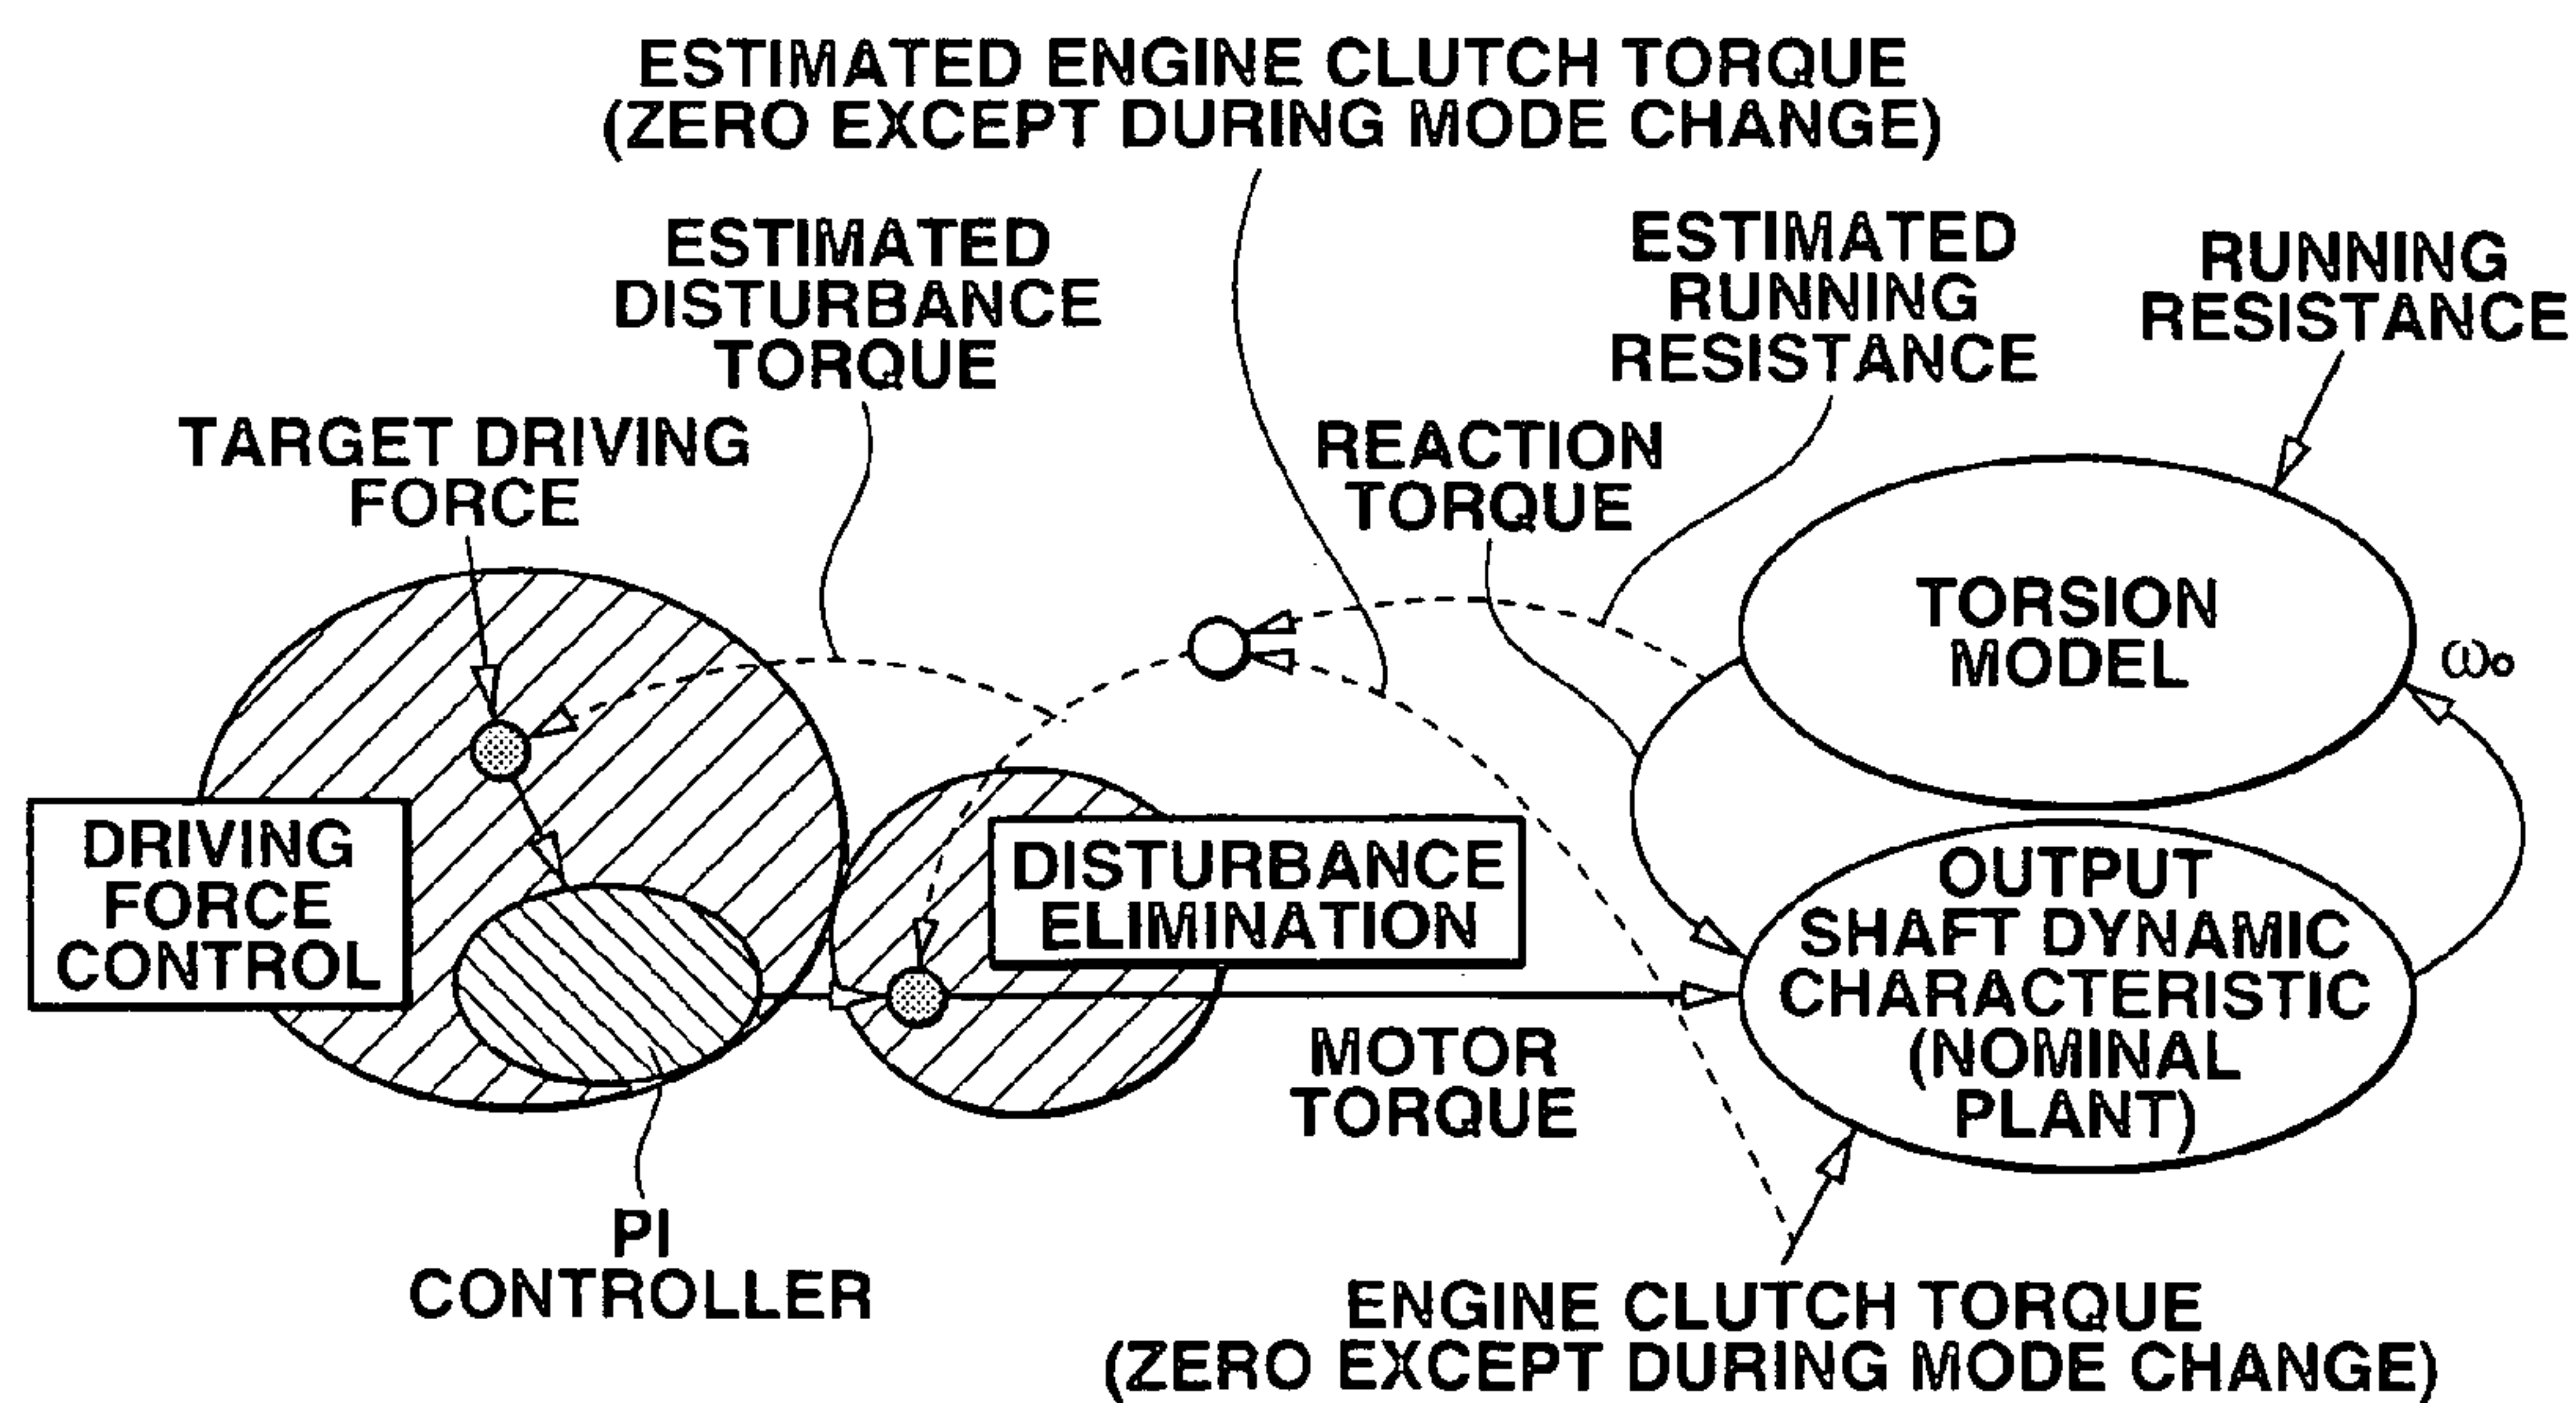 ESTIMATED ENGINE CLUTCH TORQUE
(ZERO EXCEPT DURING MODE CHANGE)
ESTIMATED
DISTURBANCE
TORQUE
ESTIMATED
RUNNING
RESISTANCE
RUNNING
RESISTANCE
TARGET DRIVING
FORCE
REACTION
TORQUE
TORSION
MODEL
ωo
DRIVING
FORCE
CONTROL
DISTURBANCE
ELIMINATION
OUTPUT
SHAFT DYNAMIC
CHARACTERISTIC
(NOMINAL
PLANT)
MOTOR
TORQUE
PI
CONTROLLER
ENGINE CLUTCH TORQUE
(ZERO EXCEPT DURING MODE CHANGE)